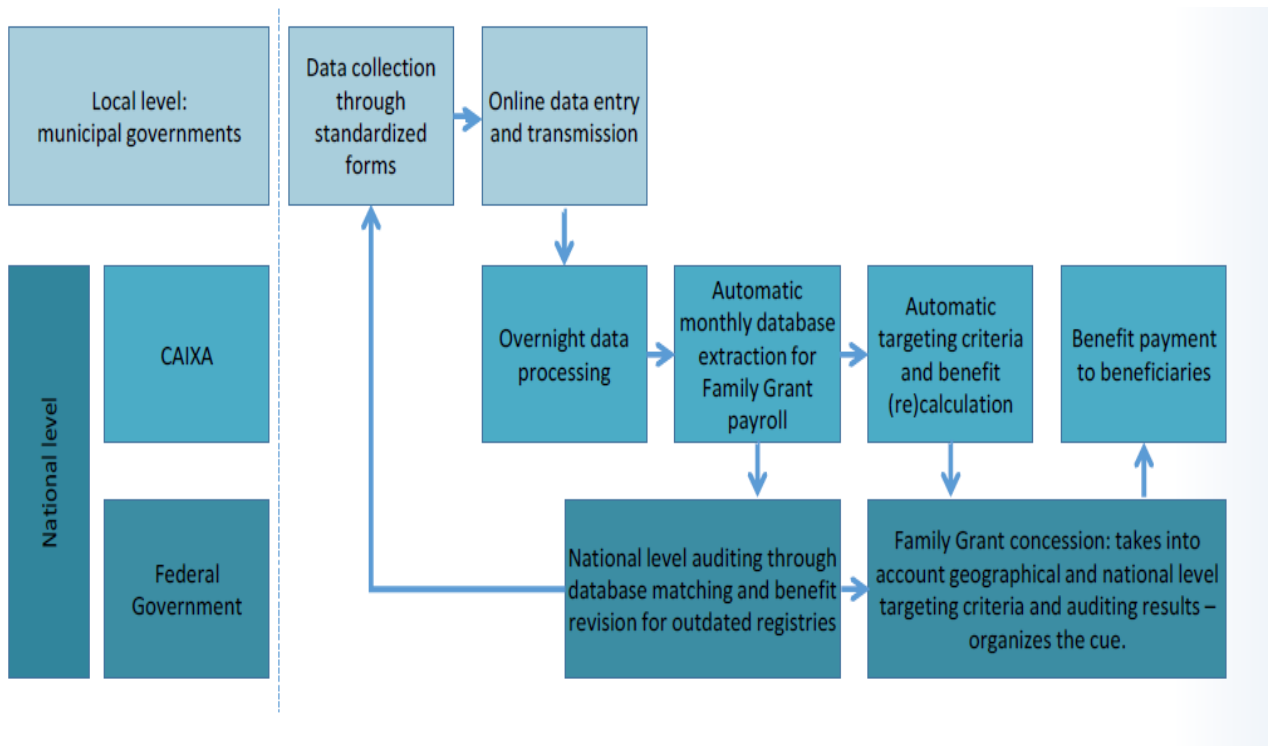 Local level:
municipal governments
Data collection
through
standardized
forms
Online data entry
and transmission
National level
CAIXA
Overnight data
processing
Automatic
monthly database
extraction for
Family Grant
payroll
Automatic
targeting criteria
and benefit
(re)calculation
Benefit payment
to beneficiaries
Federal
Government
National level auditing through
database matching and benefit
revision for outdated registries
Family Grant concession: takes into
account geographical and national level
targeting criteria and auditing results –
organizes the cue.